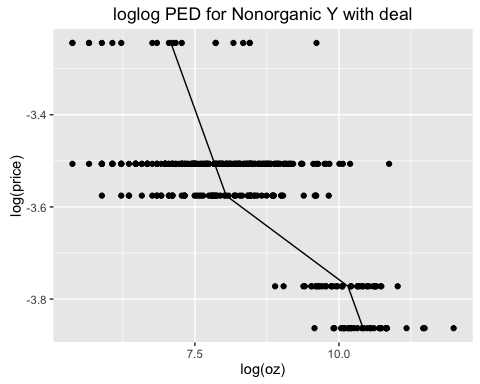 loglog PED for Nonorganic Y with deal
-3.4
-3.6
-3.8
log(price)
7.5 10.0
log(oz)